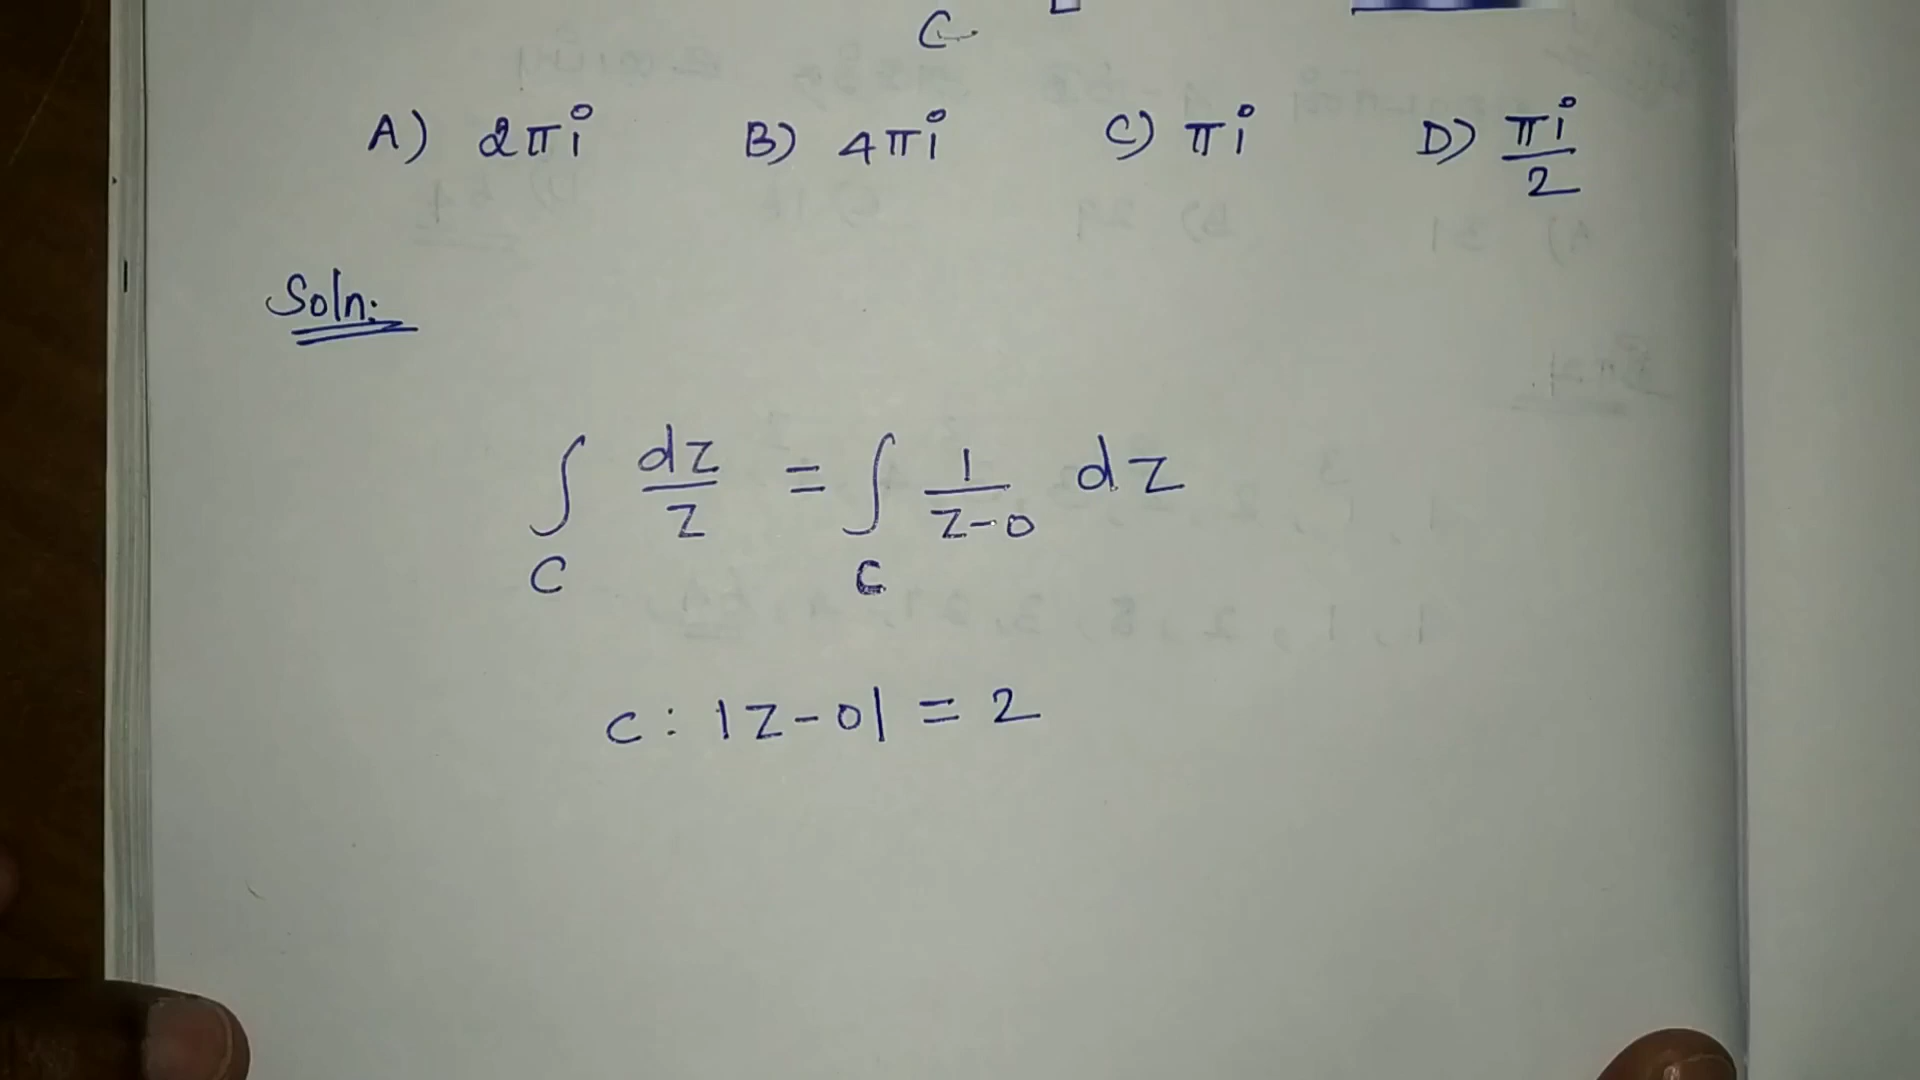 C
A) 2πi B) 4πi C) πi D) πi/2
Soln:
∫_C dz/z = ∫_C 1/(z-0) dz
C: |z-0| = 2